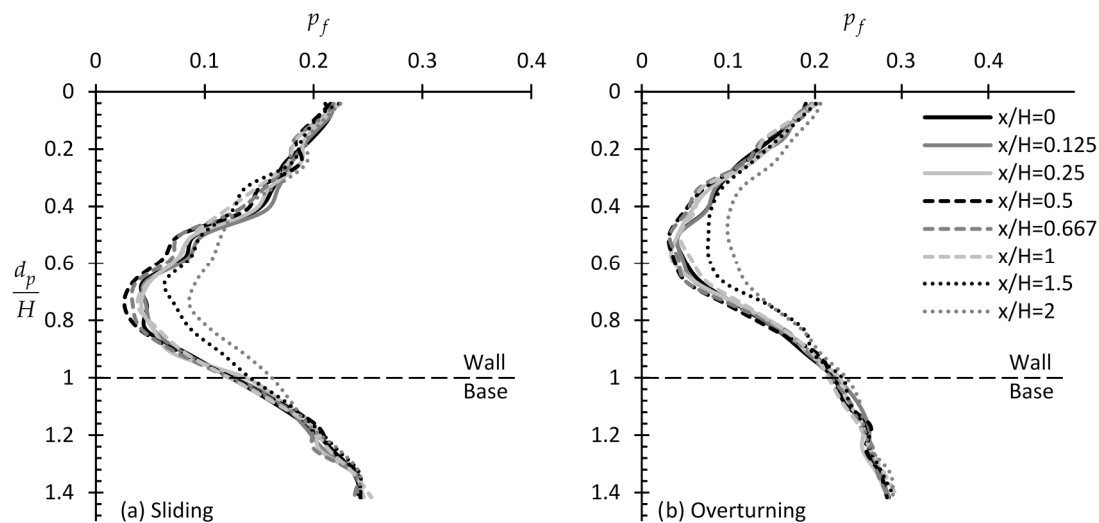 p_f
0 0.1 0.2 0.3 0.4
0
0.2
0.4
0.6
0.8
1
1.2
1.4
d_p
H
Wall
Base
(a) Sliding
p_f
0 0.1 0.2 0.3 0.4
0
0.2
0.4
0.6
0.8
1
1.2
1.4
x/H=0
x/H=0.125
x/H=0.25
x/H=0.5
x/H=0.667
x/H=1
x/H=1.5
x/H=2
Wall
Base
(b) Overturning